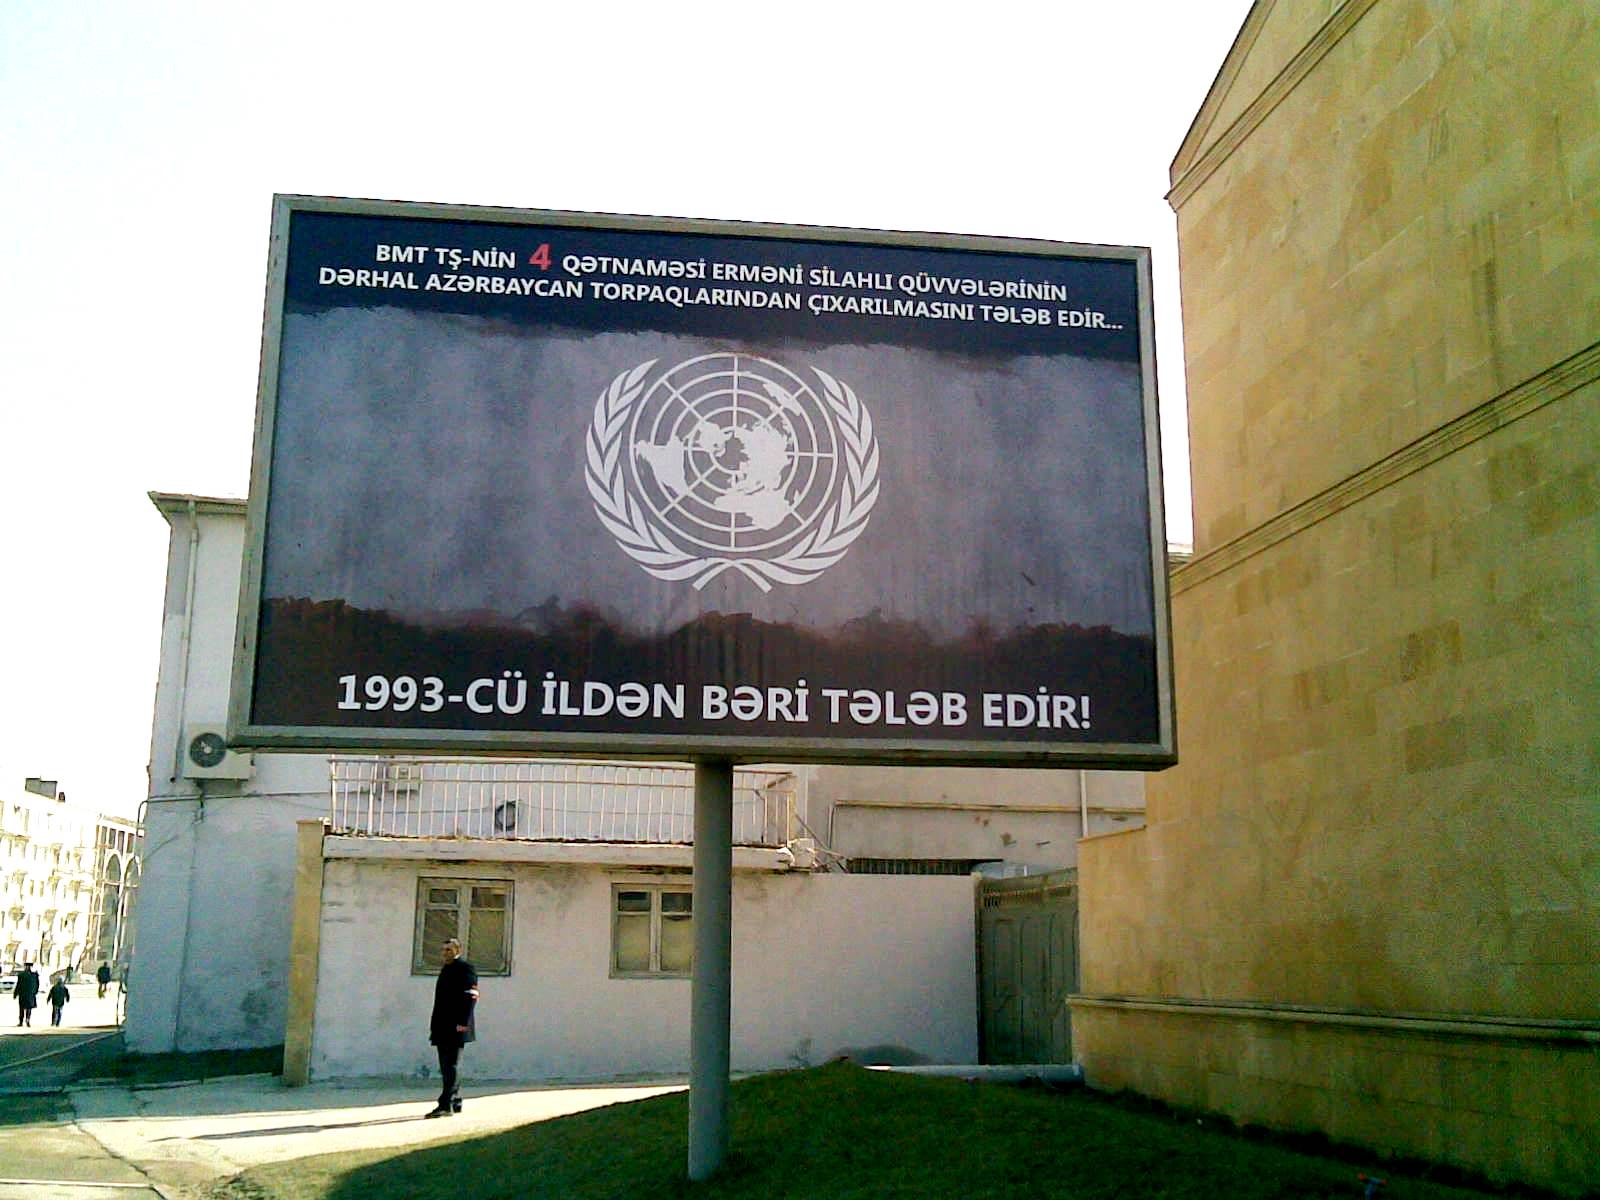 BMT TŞ-NİN 4 QƏTNAMƏSİ ERMƏNİ SİLAHLI QÜVVƏLƏRİNİN
DƏRHAL AZƏRBAYCAN TORPAQLARINDAN ÇIXARILMASINI TƏLƏB EDİR...
1993-CÜ İLDƏN BƏRİ TƏLƏB EDİR!